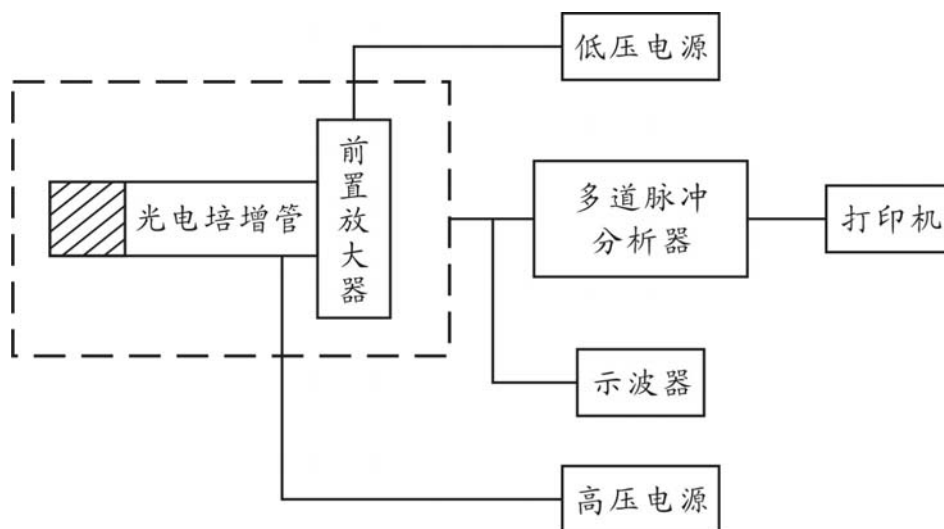 低压电源
前置放大器
光电培增管
多道脉冲
分析器
打印机
示波器
高压电源